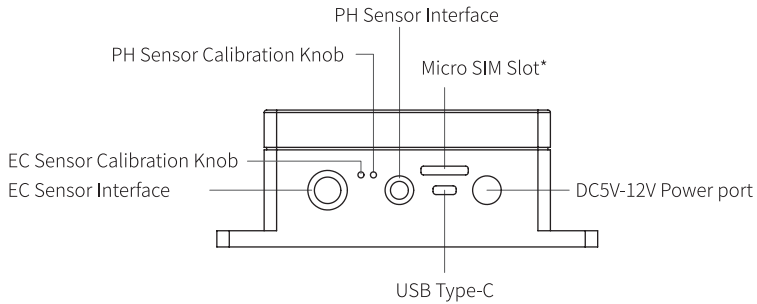 PH Sensor Interface
PH Sensor Calibration Knob
Micro SIM Slot*
EC Sensor Calibration Knob
EC Sensor Interface
DC5V-12V Power port
USB Type-C